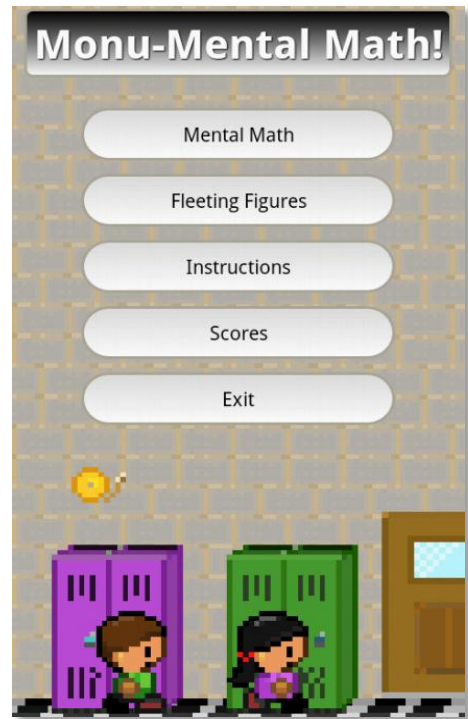 Monu-Mental Math!
Mental Math
Fleeting Figures
Instructions
Scores
Exit